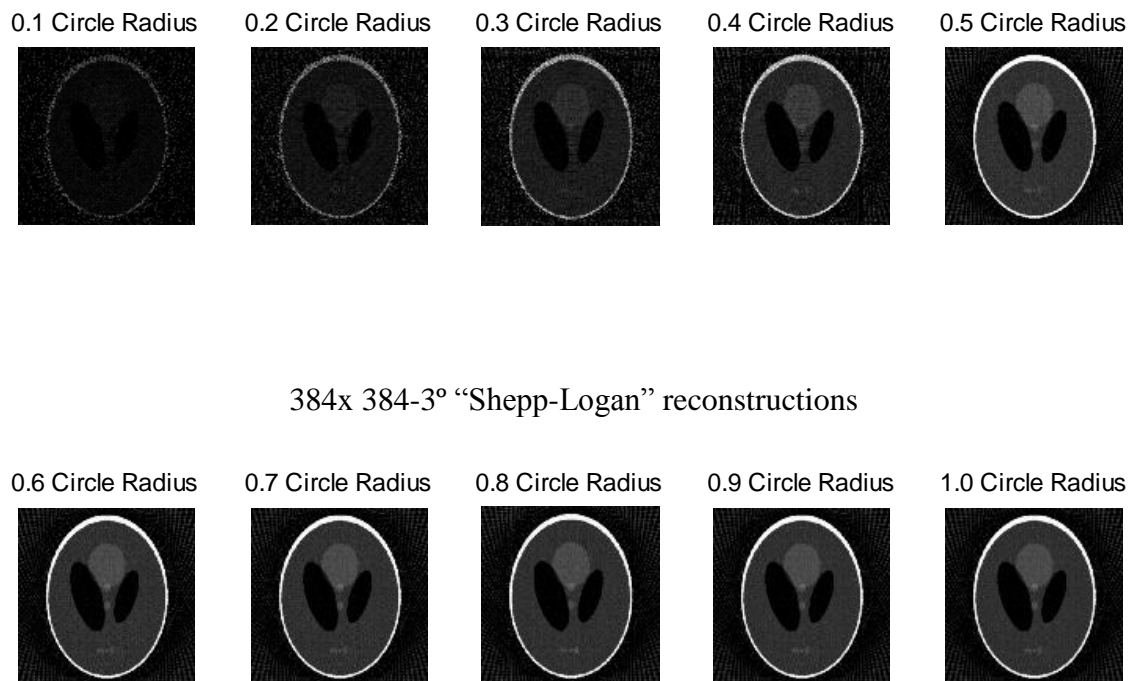 0.1 Circle Radius 0.2 Circle Radius 0.3 Circle Radius 0.4 Circle Radius 0.5 Circle Radius
384x 384-3º “Shepp-Logan” reconstructions
0.6 Circle Radius 0.7 Circle Radius 0.8 Circle Radius 0.9 Circle Radius 1.0 Circle Radius